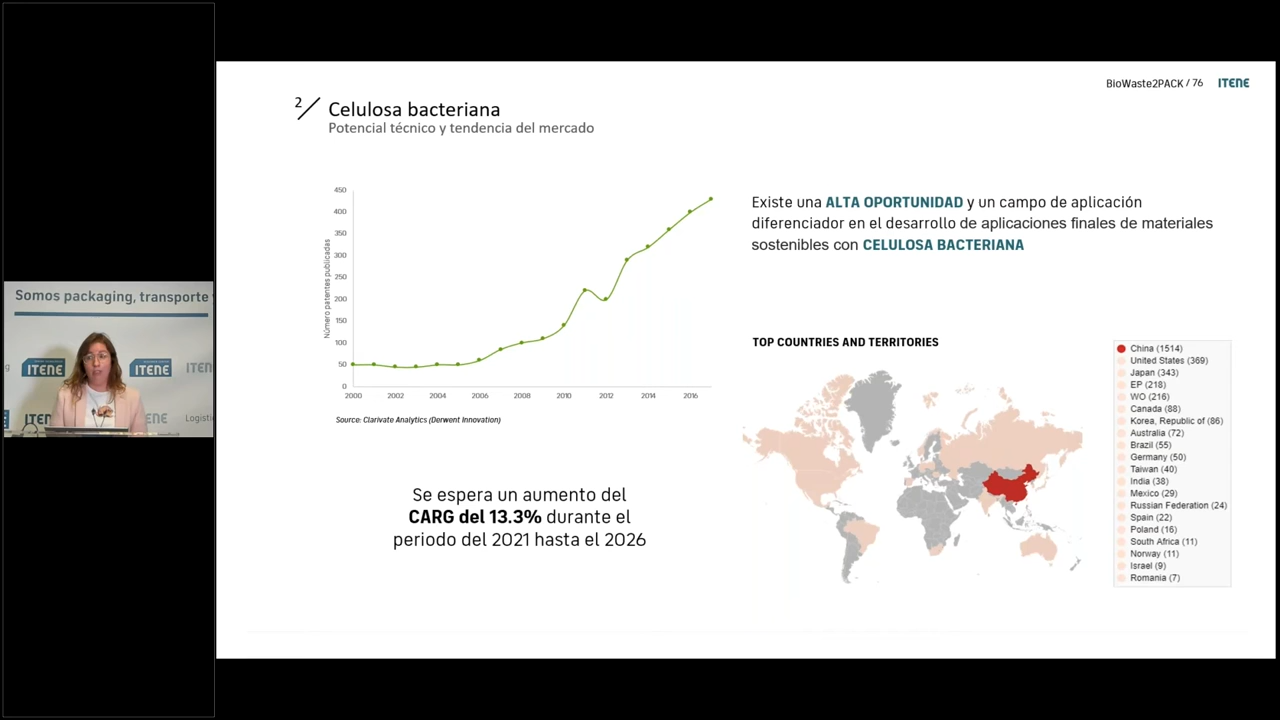 BioWaste2PACK / 76 ITENE
2
Celulosa bacteriana
Potencial técnico y tendencia del mercado
450
400
350
300
250
200
150
100
50
0
Número patentes publicadas
2000 2002 2004 2006 2008 2010 2012 2014 2016
Source: Clarivate Analytics (Derwent Innovation)
Se espera un aumento del
CARG del 13.3% durante el
periodo del 2021 hasta el 2026
Existe una ALTA OPORTUNIDAD y un campo de aplicación
diferenciador en el desarrollo de aplicaciones finales de materiales
sostenibles con CELULOSA BACTERIANA
TOP COUNTRIES AND TERRITORIES
China (1514)
United States (369)
Japan (343)
EP (218)
WO (216)
Canada (88)
Korea, Republic of (86)
Australia (72)
Brazil (55)
Germany (50)
Taiwan (40)
India (38)
Mexico (29)
Russian Federation (24)
Spain (22)
Poland (16)
South Africa (11)
Norway (11)
Israel (9)
Romania (7)
Somos packaging, transporte
ITENE ITENE ITEN
ITEN ENE Logist